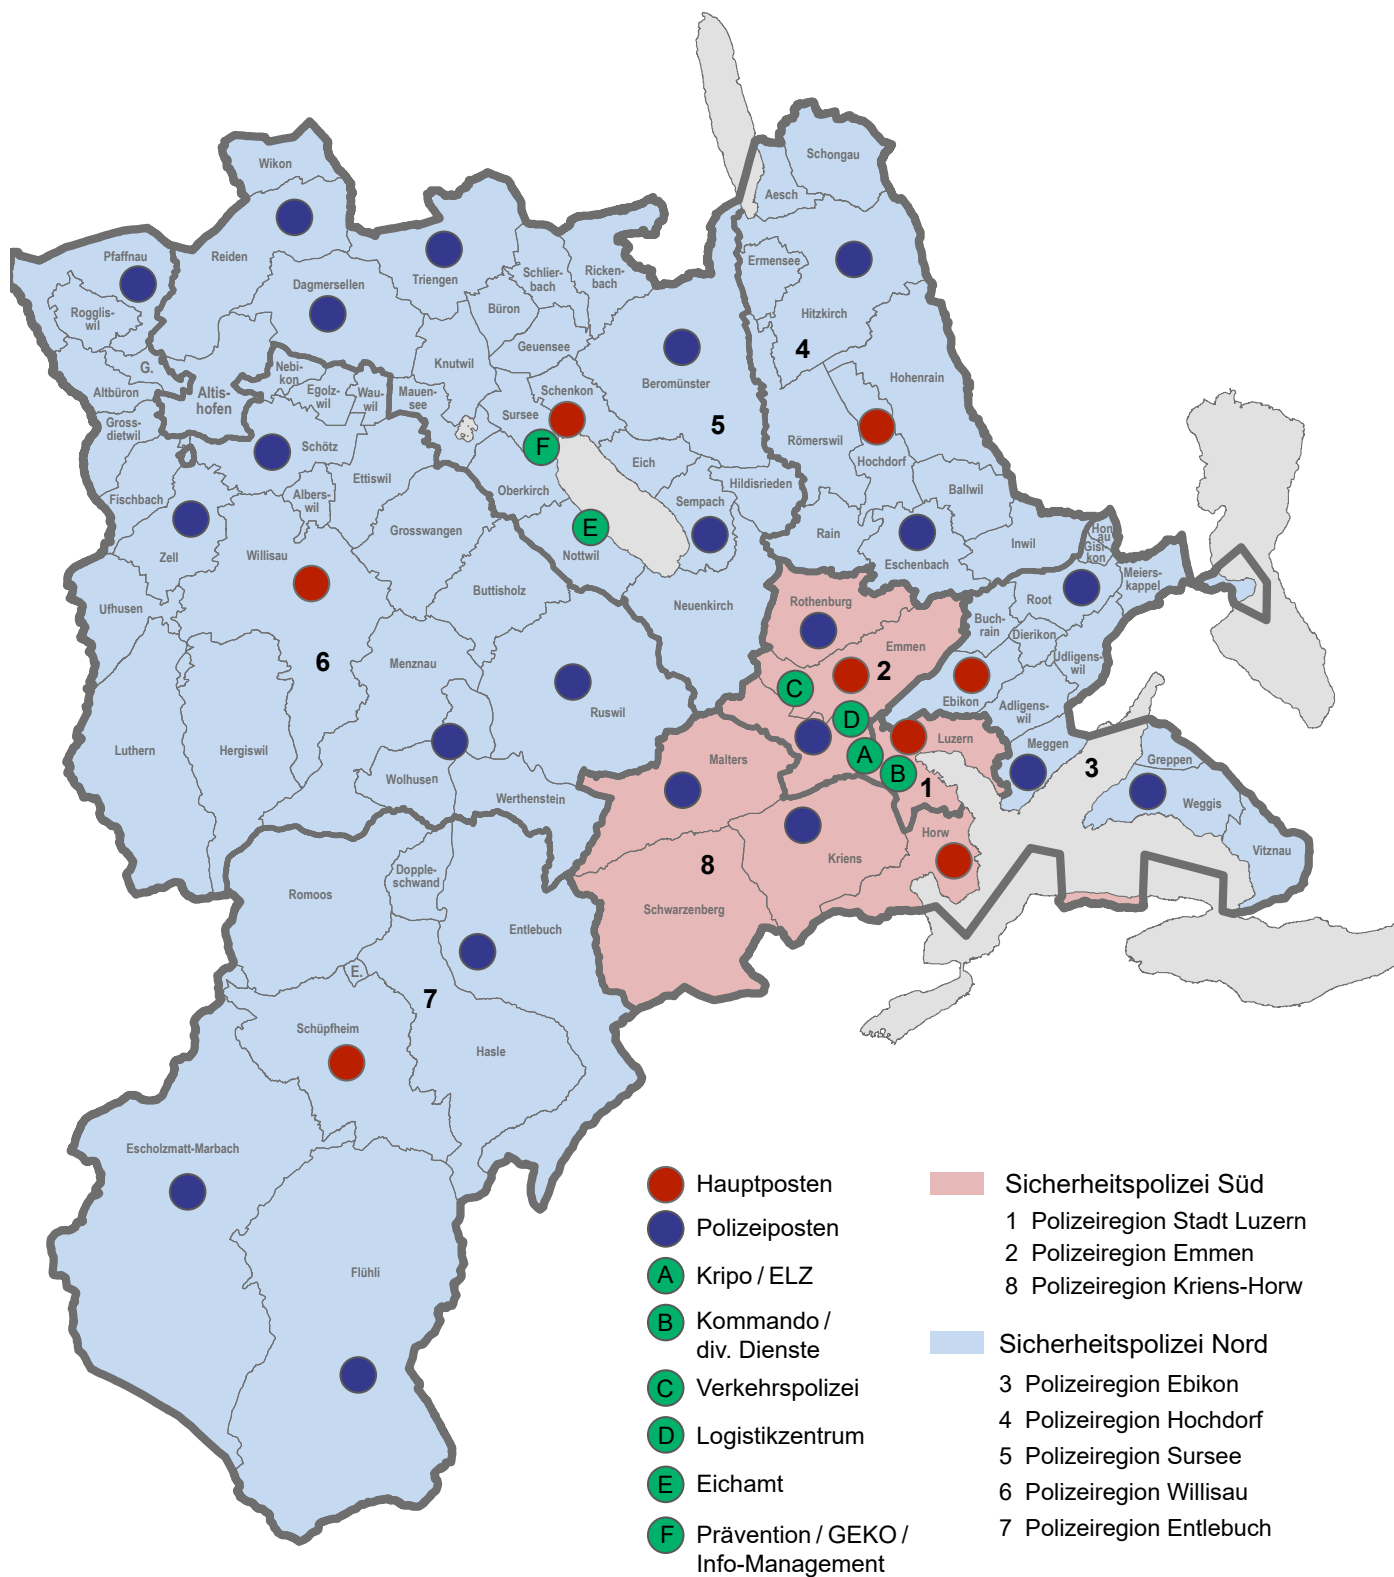 Schongau
Wikon
Aesch
Pfaffnau
Reiden
Triengen
Schlier-
bach
Ricken-
bach
Ermensee
Dagmersellen
Roggliswil
wil
Büron
Hitzkirch
Geuensee
4
G.
Nebi-
kon
Knutwil
Hohenrain
Altbüron
Altis-
hofen
Egolz-
wil
Wau-
wil
Mauen-
see
Schenkon
Beromünster
5
Sursee
Gross-
dietwil
Schötz
F
Römerswil
Hochdorf
Eich
Ettiswil
Fischbach
Albers-
wil
Oberkirch
Sempach
Hildisrieden
Ballwil
Grosswangen
E
Rain
Hon
au
Gisi
kon
Inwil
Zell
Willisau
Nottwil
Eschenbach
Meiers-
kappel
Buttisholz
Ufhusen
Neuenkirch
Rothenburg
Root
Buch-
rain
Dierikon
Emmen
Udligens-
wil
6
Menznau
2
C
Ebikon
Adligens-
wil
Ruswil
D
Luthern
Hergiswil
Malters
A
Luzern
Meggen
Greppen
Wolhusen
B
1
3
Werthenstein
Weggis
Horw
Vitznau
8
Kriens
Dopple-
schwand
Romoos
Schwarzenberg
Entlebuch
E.
7
Schüpfheim
Hasle
Escholzmatt-Marbach
Flühli
Hauptposten
Polizeiposten
A Kripo / ELZ
B Kommando /
div. Dienste
C Verkehrspolizei
D Logistikzentrum
E Eichamt
F Prävention / GEKO /
Info-Management
Sicherheitspolizei Süd
1 Polizeiregion Stadt Luzern
2 Polizeiregion Emmen
8 Polizeiregion Kriens-Horw
Sicherheitspolizei Nord
3 Polizeiregion Ebikon
4 Polizeiregion Hochdorf
5 Polizeiregion Sursee
6 Polizeiregion Willisau
7 Polizeiregion Entlebuch